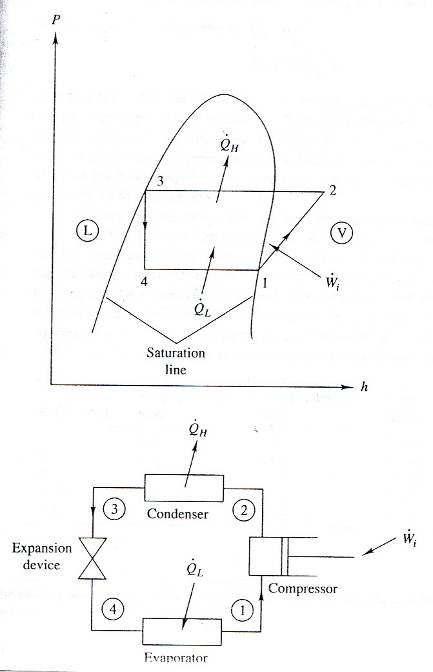 P
Q̇H
3
2
L
V
4
1
Ẇi
Q̇L
Saturation
line
h
Q̇H
3
Condenser
2
Expansion
device
Ẇi
Q̇L
Compressor
4
1
Evaporator